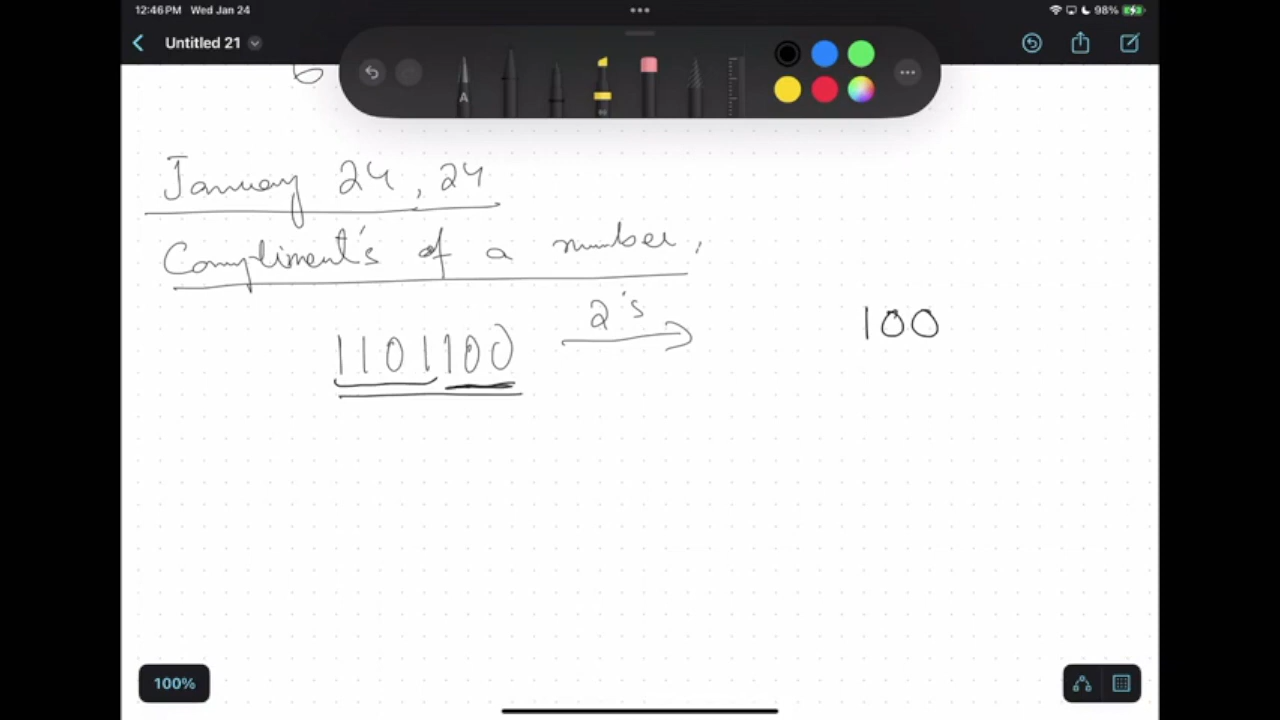 12:46 PM Wed Jan 24
98%
Untitled 21
6
A
January 24, 24
Compliment's of a number,
1101100 2's 100
100%